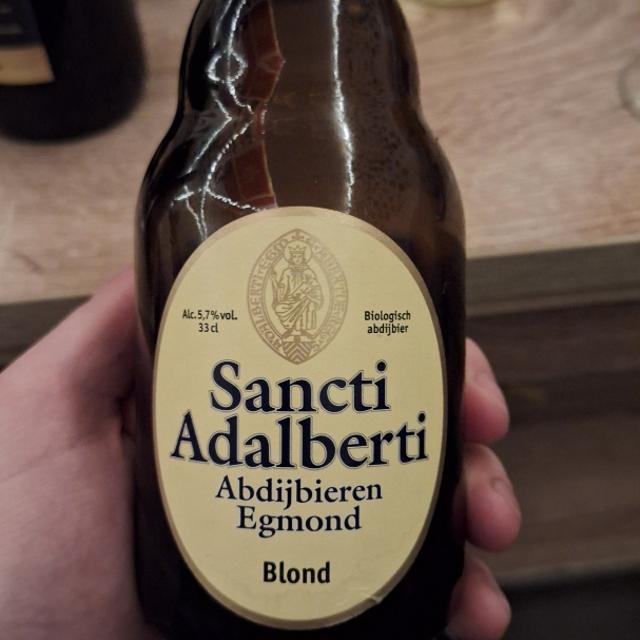 Alc. 5,7% vol.
33 cl
Biologisch
abdijbier
Sancti
Adalberti
Abdijbieren
Egmond
Blond